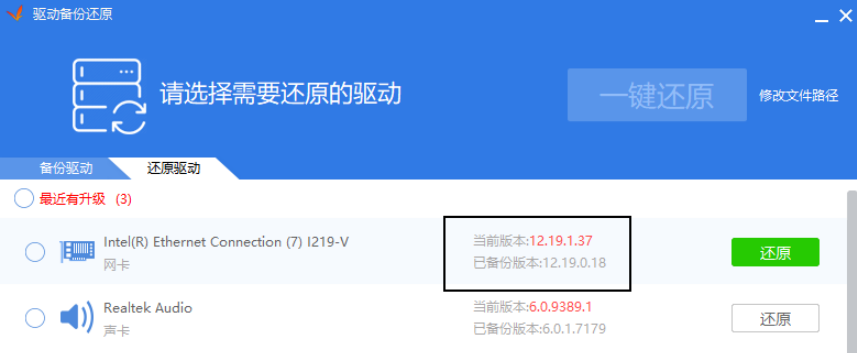 驱动备份还原
请选择需要还原的驱动
一键还原
修改文件路径
备份驱动
还原驱动
最近有升级 (3)
Intel(R) Ethernet Connection (7) I219-V
网卡
当前版本:12.19.1.37
已备份版本:12.19.0.18
还原
Realtek Audio
声卡
当前版本:6.0.9389.1
已备份版本:6.0.1.7179
还原